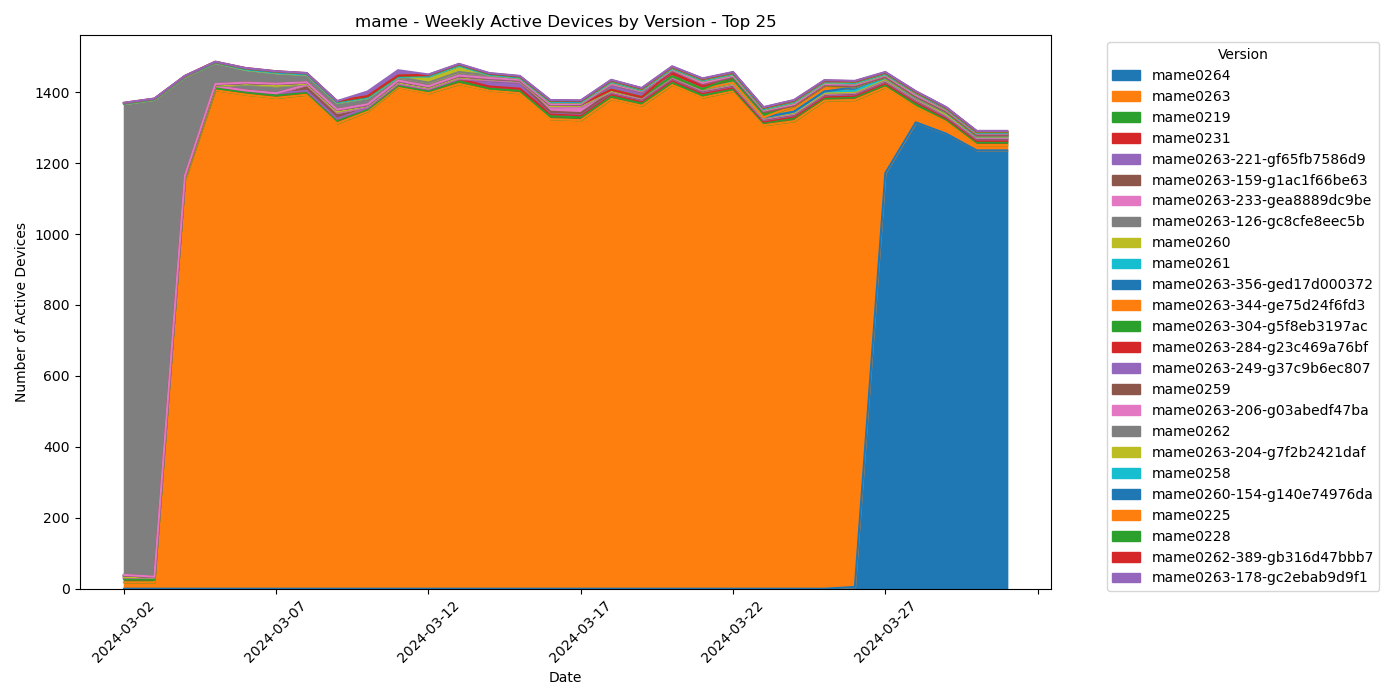 mame - Weekly Active Devices by Version - Top 25
Number of Active Devices
1400
1200
1000
800
600
400
200
0
2024-03-02
2024-03-07
2024-03-12
2024-03-17
2024-03-22
2024-03-27
Date
Version
mame0264
mame0263
mame0219
mame0231
mame0263-221-gf65fb7586d9
mame0263-159-g1ac1f66be63
mame0263-233-gea8889dc9be
mame0263-126-gc8cfe8eec5b
mame0260
mame0261
mame0263-356-ged17d000372
mame0263-344-ge75d24f6fd3
mame0263-304-g5f8eb3197ac
mame0263-284-g23c469a76bf
mame0263-249-g37c9b6ec807
mame0259
mame0263-206-g03abedf47ba
mame0262
mame0263-204-g7f2b2421daf
mame0258
mame0260-154-g140e74976da
mame0225
mame0228
mame0262-389-gb316d47bbb7
mame0263-178-gc2ebab9d9f1